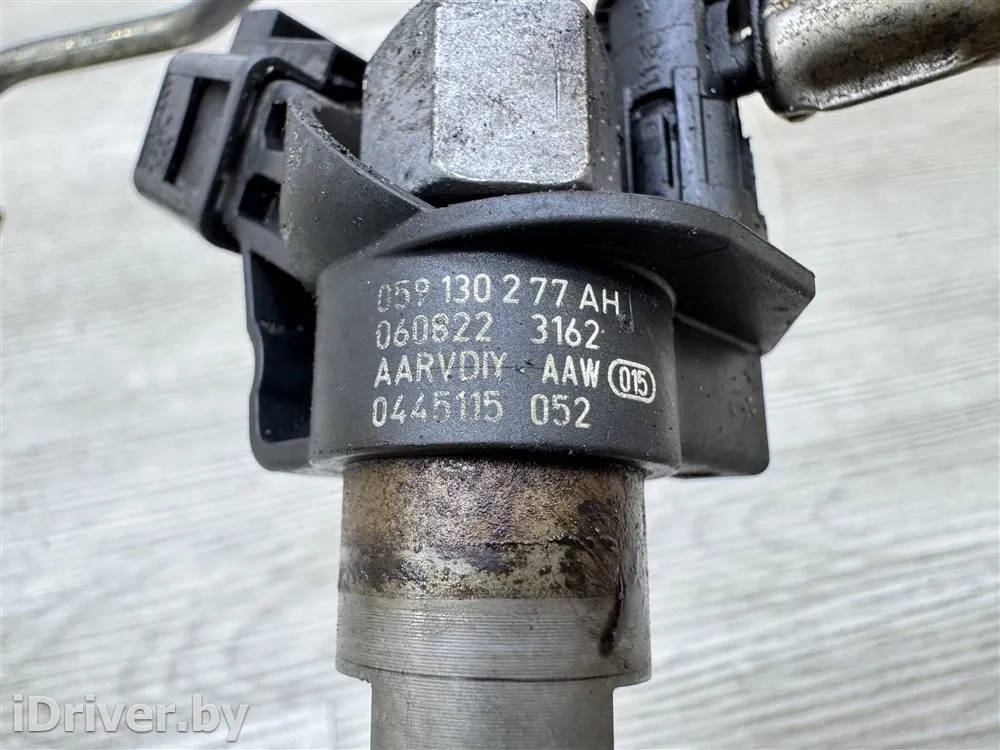 059 130 277 AH
060822 3162
AARVDIY AAW 015
0445115 052
iDriver.by